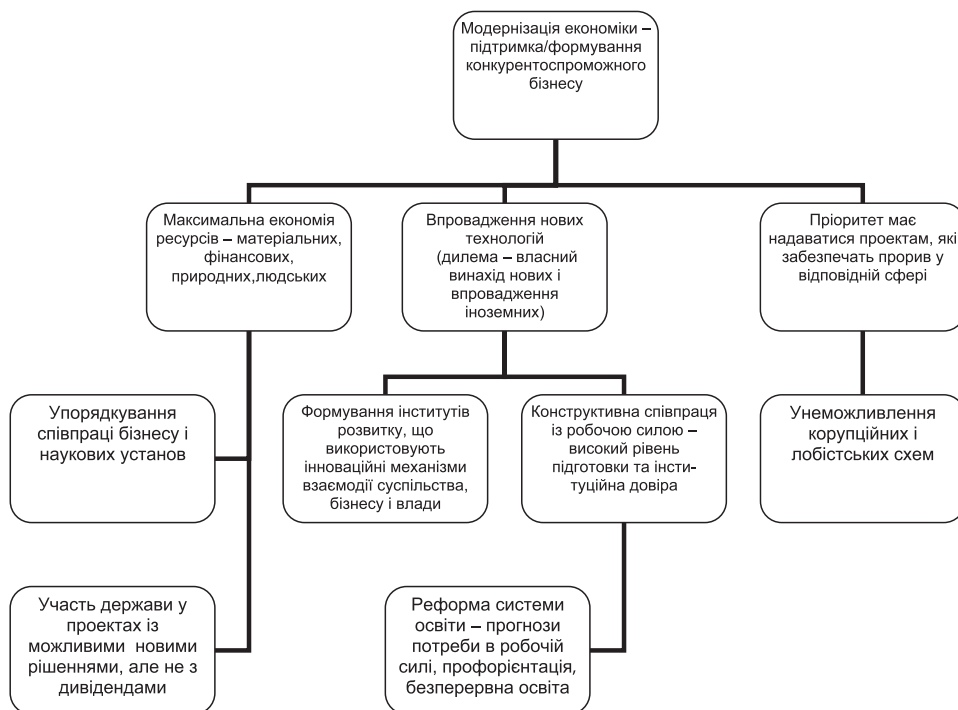 Модернізація економіки –
підтримка/формування
конкурентоспроможного
бізнесу
Максимальна економія
ресурсів – матеріальних,
фінансових,
природних,людських
Впровадження нових
технологій
(дилема – власний
винахід нових і
впровадження
іноземних)
Пріоритет має
надаватися проектам, які
забезпечать прорив у
відповідній сфері
Упорядкування
співпраці бізнесу і
наукових установ
Формування інститутів
розвитку, що
використовують
інноваційні механізми
взаємодії суспільства,
бізнесу і влади
Конструктивна співпраця
із робочою силою –
високий рівень
підготовки та інсти-
туційна довіра
Унеможливлення
корупційних і
лобістських схем
Участь держави у
проектах із
можливими новими
рішеннями, але не з
дивідендами
Реформа системи
освіти – прогнози
потреби в робочій
силі, профорієнтація,
безперервна освіта